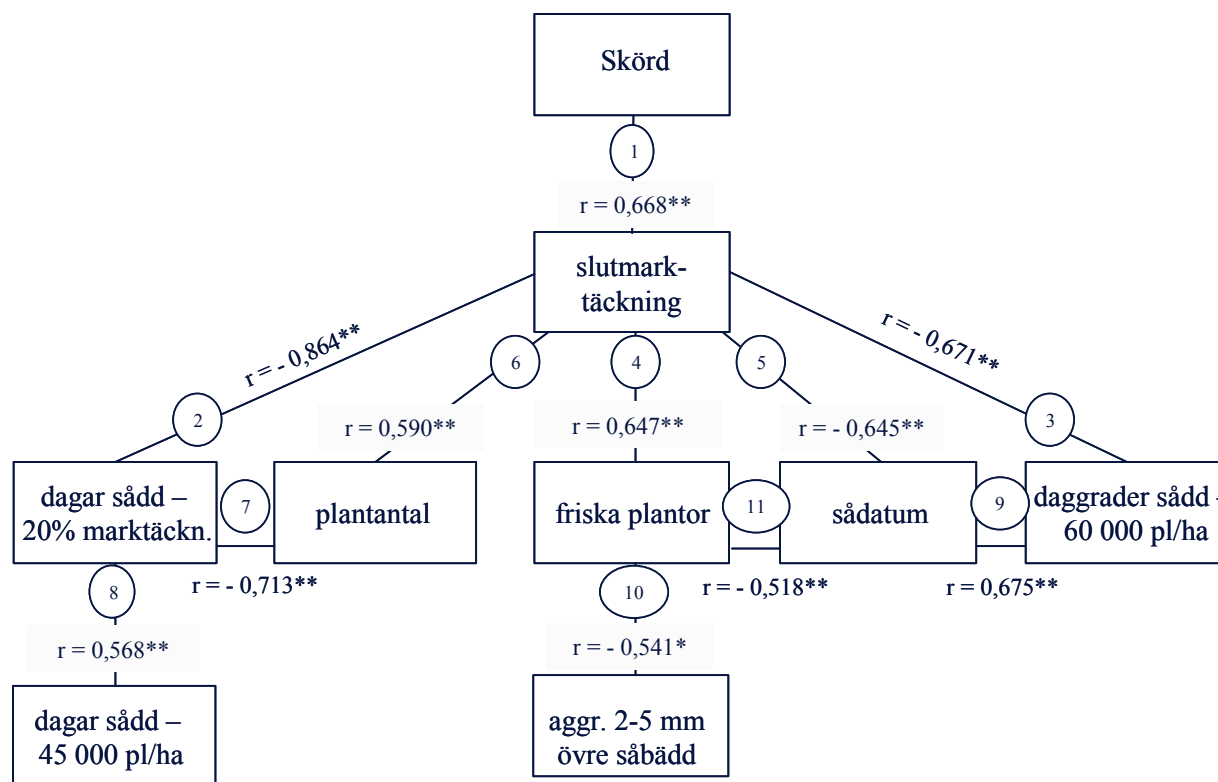 Skörd
1
r = 0,668**
slutmark-
täckning
r = - 0,864**
r = - 0,671**
6
4
5
2
3
r = 0,590**
r = 0,647**
r = - 0,645**
dagar sådd –
20% marktäckn.
7
plantantal
friska plantor
11
sådatum
9
daggrader sådd -
60 000 pl/ha
8
r = - 0,713**
10
r = - 0,518**
r = 0,675**
r = 0,568**
r = - 0,541*
dagar sådd –
45 000 pl/ha
aggr. 2-5 mm
övre såbädd